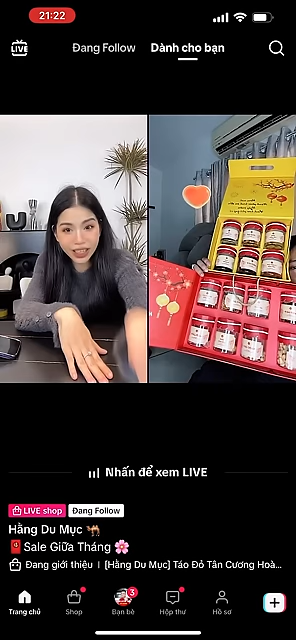 21:22
LIVE
Đang Follow
Dành cho bạn
Nhấn để xem LIVE
LIVE shop
Đang Follow
Hằng Du Mục 🐫
🧧Sale Giữa Tháng 🌸
Đang giới thiệu | [Hằng Du Mục] Táo Đỏ Tân Cương Hoà...
3
Trang chủ
Shop
Bạn bè
Hộp thư
Hồ sơ